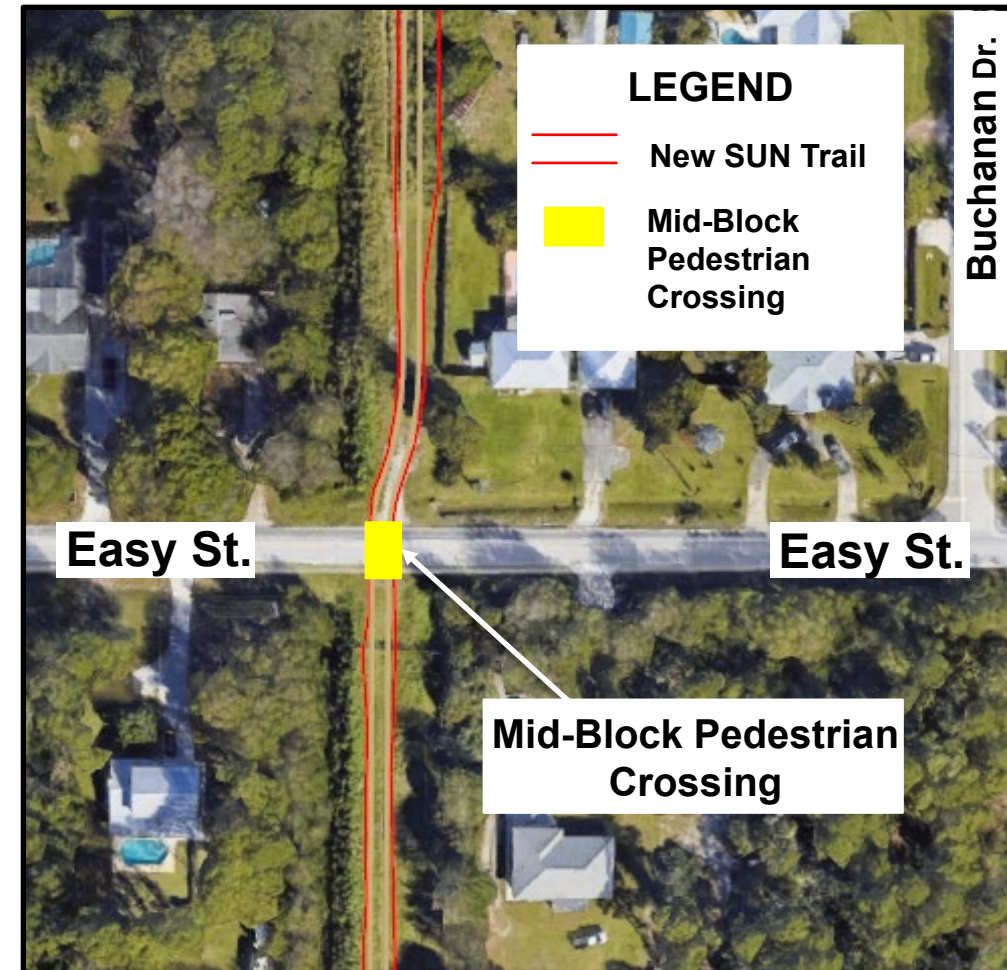 LEGEND
New SUN Trail
Mid-Block
Pedestrian
Crossing
Buchanan Dr.
Easy St.
Easy St.
Mid-Block Pedestrian
Crossing